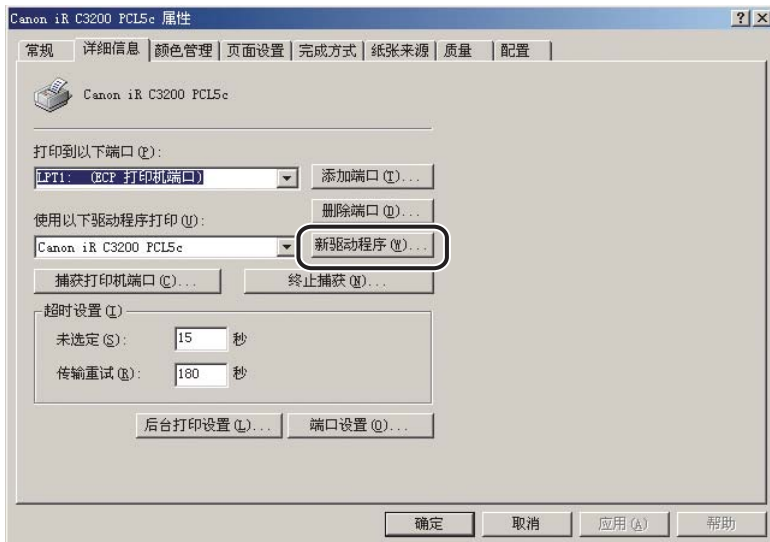 Canon iR C3200 PCL5c 属性
常规 详细信息 颜色管理 页面设置 完成方式 纸张来源 质量 配置
Canon iR C3200 PCL5c
打印到以下端口(P):
LPT1: (ECP 打印机端口) 添加端口(T)...
删除端口(D)...
使用以下驱动程序打印(U):
Canon iR C3200 PCL5c 新驱动程序(W)...
捕获打印机端口(C)... 终止捕获(N)...
超时设置(I)
未选定(S): 15 秒
传输重试(R): 180 秒
后台打印设置(L)... 端口设置(O)...
确定 取消 应用(A) 帮助